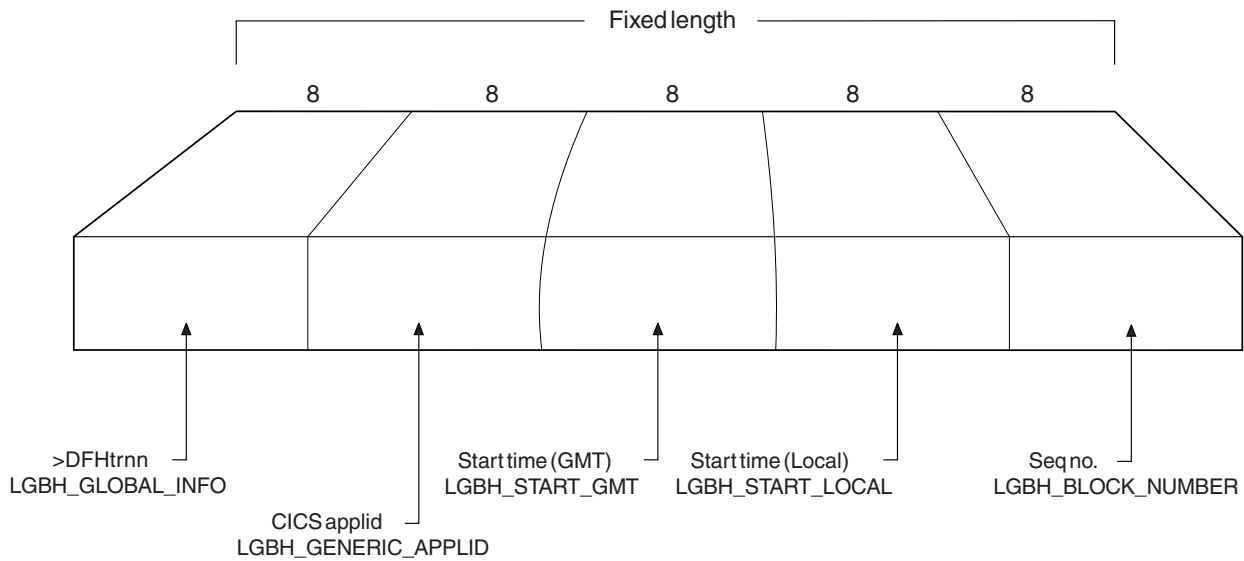 Fixed length
8 8 8 8 8
>DFHtrnn
LGBH_GLOBAL_INFO
CICS applid
LGBH_GENERIC_APPLID
Start time (GMT)
LGBH_START_GMT
Start time (Local)
LGBH_START_LOCAL
Seq no.
LGBH_BLOCK_NUMBER